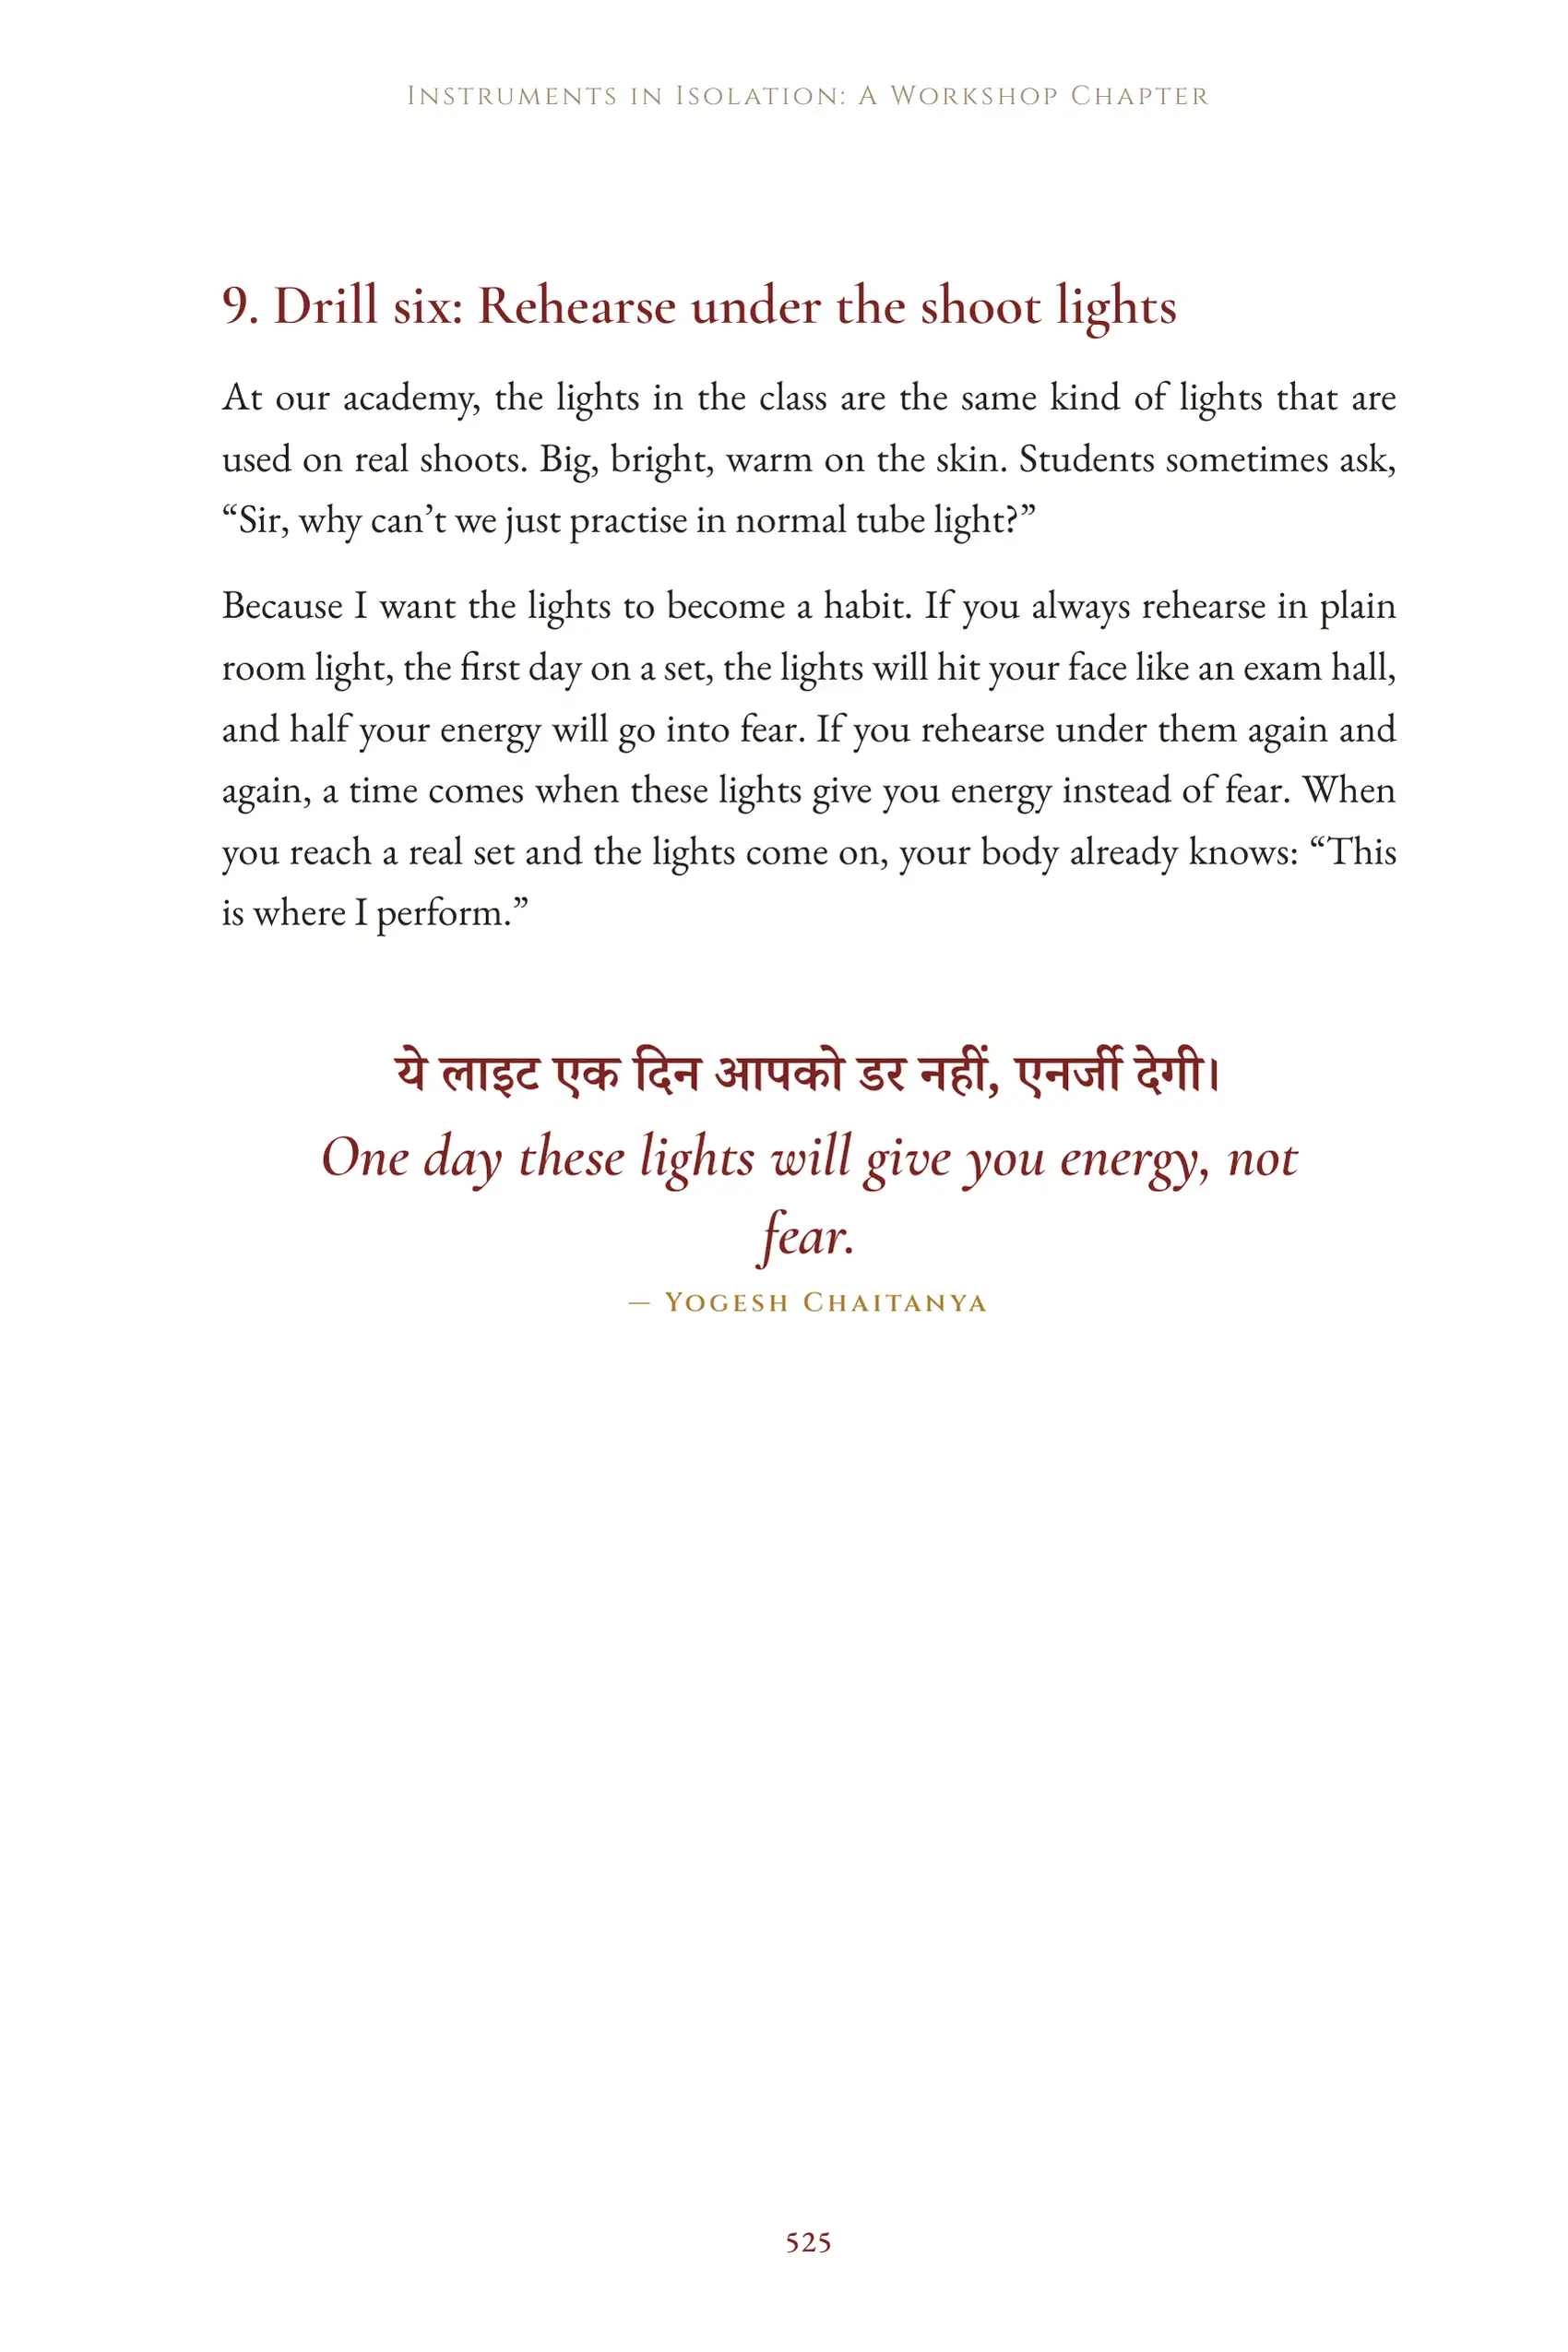 Instruments in Isolation: A Workshop Chapter
9. Drill six: Rehearse under the shoot lights
At our academy, the lights in the class are the same kind of lights that are
used on real shoots. Big, bright, warm on the skin. Students sometimes ask,
“Sir, why can’t we just practise in normal tube light?”
Because I want the lights to become a habit. If you always rehearse in plain
room light, the first day on a set, the lights will hit your face like an exam hall,
and half your energy will go into fear. If you rehearse under them again and
again, a time comes when these lights give you energy instead of fear. When
you reach a real set and the lights come on, your body already knows: “This
is where I perform.”
ये लाइट एक दिन आपको डर नहीं, एनर्जी देगी।
One day these lights will give you energy, not
fear.
— Yogesh Chaitanya
525